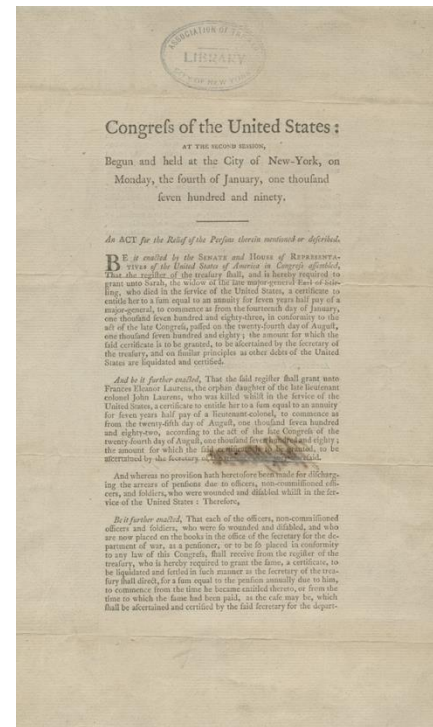 ASSOCIATION OF THE BAR
LIBRARY
CITY OF NEW YORK
Congreſs of the United States:
AT THE SECOND SESSION,
Begun and held at the City of New-York, on
Monday, the fourth of January, one thouſand
ſeven hundred and ninety.
An ACT for the Relief of the Perſons therein mentioned or deſcribed.
BE it enacted by the SENATE and HOUSE of REPRESENTA-
TIVES of the United States of America in Congreſs aſſembled,
That the regiſter of the treaſury ſhall, and is hereby required to
grant unto Sarah, the widow of the late major-general Earl of Stir-
ling, who died in the ſervice of the United States, a certificate to
entitle her to a ſum equal to an annuity for ſeven years half pay of a
major-general, to commence as from the fourteenth day of January,
one thouſand ſeven hundred and eighty-three, in conformity to the
act of the late Congreſs, paſſed on the twenty-fourth day of Auguſt,
one thouſand ſeven hundred and eighty; the amount for which the
ſaid certificate is to be granted, to be aſcertained by the ſecretary of
the treaſury, and on ſimilar principles as other debts of the United
States are liquidated and certified.
And be it further enacted, That the ſaid regiſter ſhall grant unto
Frances Eleanor Laurens, the orphan daughter of the late lieutenant
colonel John Laurens, who was killed whilſt in the ſervice of the
United States, a certificate to entitle her to a ſum equal to an annuity
for ſeven years half pay of a lieutenant-colonel, to commence as
from the twenty-fifth day of Auguſt, one thouſand ſeven hundred
and eighty-two, according to the act of the late Congreſs of the
twenty-fourth day of Auguſt, one thouſand ſeven hundred and eighty;
the amount for which the ſaid certificate to be granted, to be
aſcertained by the ſecretary of ſaid.
And whereas no proviſion hath heretofore been made for diſcharg-
ing the arrears of penſions due to officers, non-commiſſioned offi-
cers, and ſoldiers, who were wounded and diſabled whilſt in the ſer-
vice of the United States: Therefore,
Be it further enacted, That each of the officers, non-commiſſioned
officers and ſoldiers, who were ſo wounded and diſabled, and who
are now placed on the books in the office of the ſecretary for the de-
partment of war, as a penſioner, or to be ſo placed in conformity
to any law of this Congreſs, ſhall receive from the regiſter of the
treaſury, who is hereby required to grant the ſame, a certificate, to
be liquidated and ſettled in ſuch manner as the ſecretary of the trea-
ſury ſhall direct, for a ſum equal to the penſion annually due to him,
to commence from the time he became entitled thereto, or from the
time to which the ſame had been paid, as the caſe may be, which
ſhall be aſcertained and certified by the ſaid ſecretary for the depart-